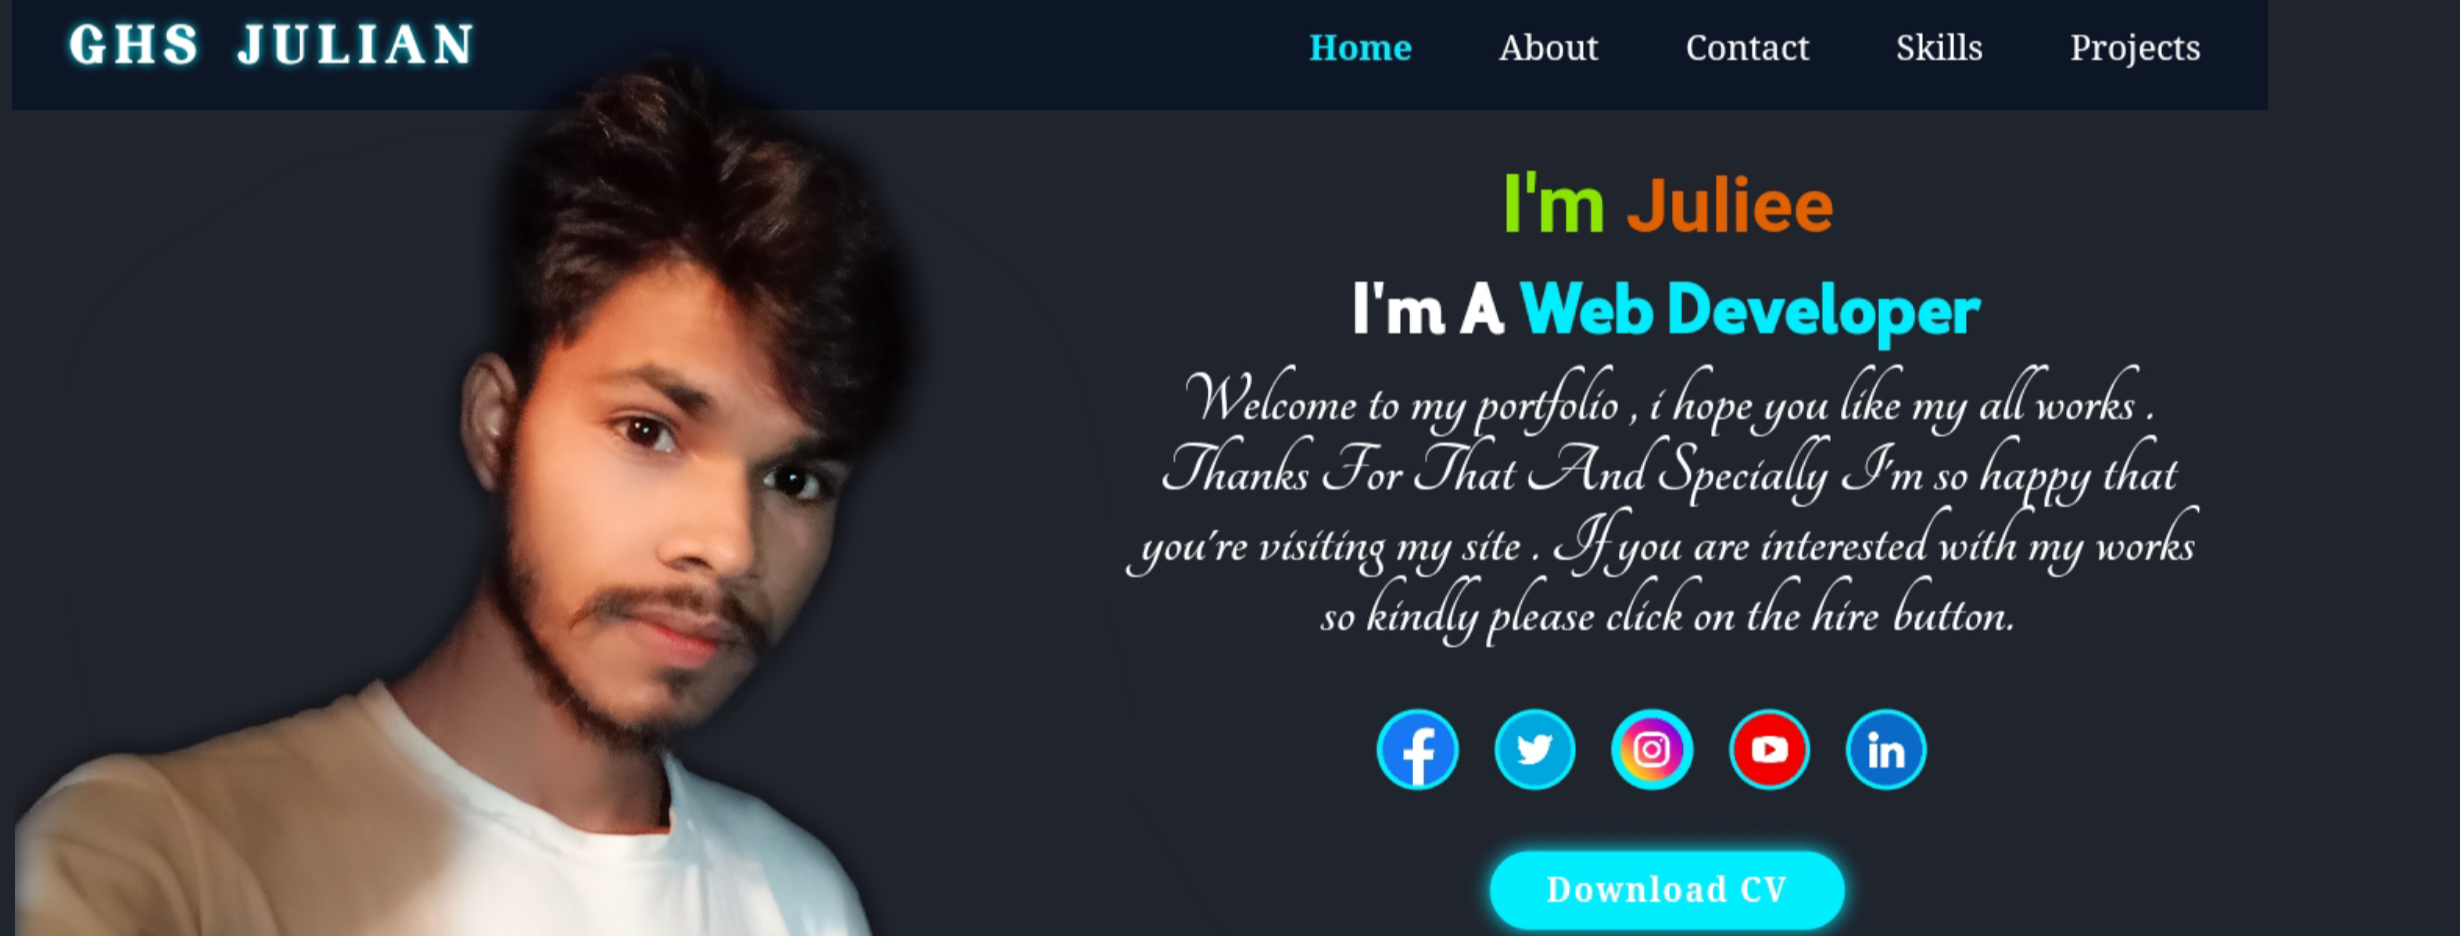 GHS JULIAN
Home About Contact Skills Projects
I'm Juliee
I'm A Web Developer
Welcome to my portfolio , i hope you like my all works .
Thanks For That And Specially I'm so happy that
you're visiting my site . If you are interested with my works
so kindly please click on the hire button.
Download CV